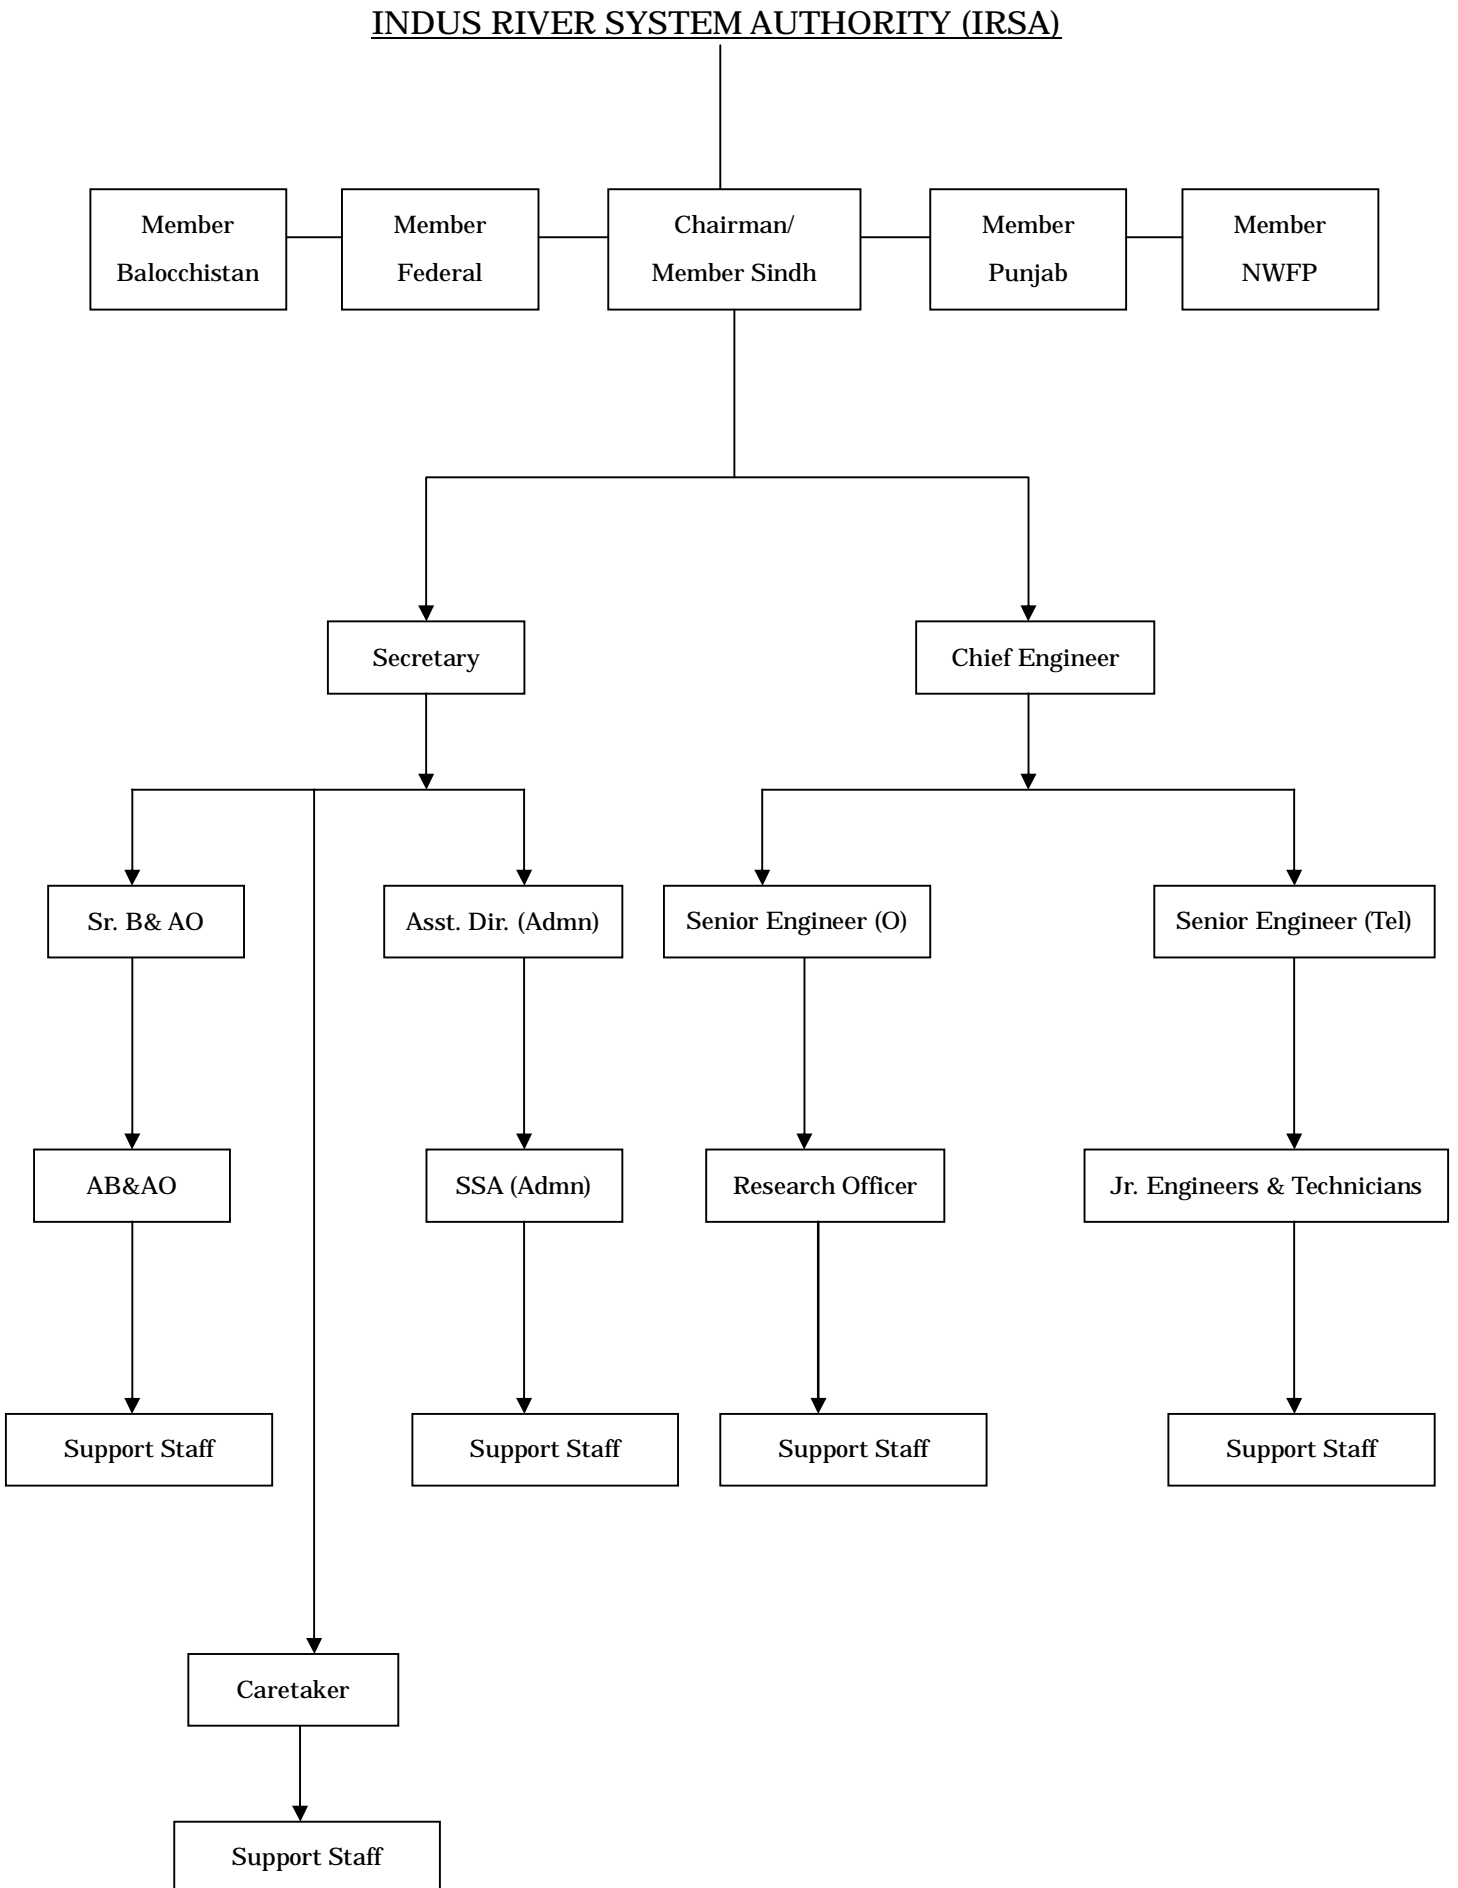 INDUS RIVER SYSTEM AUTHORITY (IRSA)
Member
Balocchistan
Member
Federal
Chairman/
Member Sindh
Member
Punjab
Member
NWFP
Secretary
Chief Engineer
Sr. B& AO
Asst. Dir. (Admn)
Senior Engineer (O)
Senior Engineer (Tel)
AB&AO
SSA (Admn)
Research Officer
Jr. Engineers & Technicians
Support Staff
Support Staff
Support Staff
Support Staff
Caretaker
Support Staff